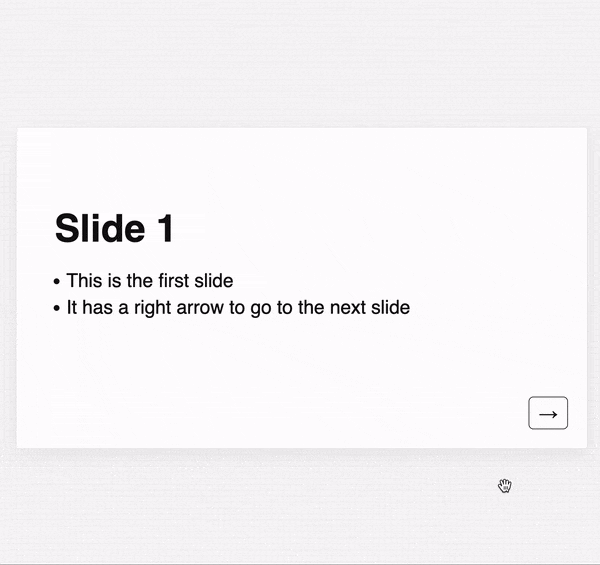 Slide 1
• This is the first slide
• It has a right arrow to go to the next slide
→